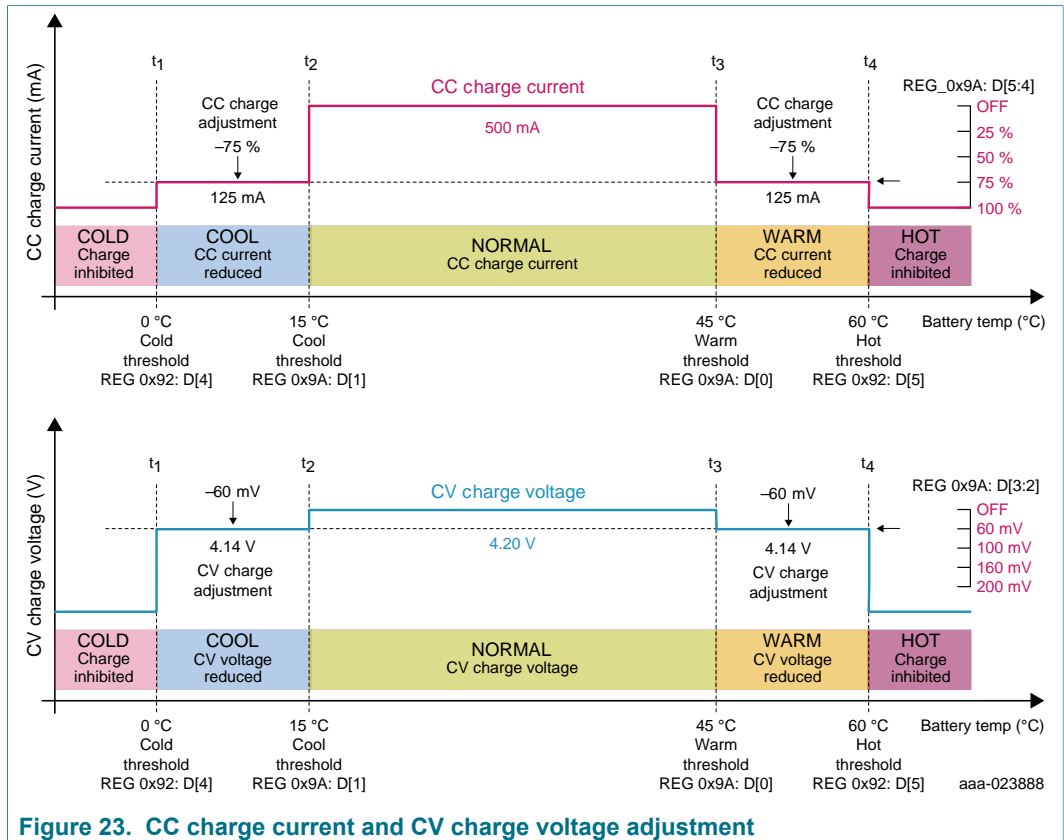 CC charge current (mA)
t1
t2
t3
t4
CC charge
adjustment
–75 %
125 mA
CC charge current
500 mA
CC charge
adjustment
–75 %
125 mA
REG_0x9A: D[5:4]
OFF
25 %
50 %
75 %
100 %
COLD
Charge
inhibited
COOL
CC current
reduced
NORMAL
CC charge current
WARM
CC current
reduced
HOT
Charge
inhibited
0 °C
Cold
threshold
REG 0x92: D[4]
15 °C
Cool
threshold
REG 0x9A: D[1]
45 °C
Warm
threshold
REG 0x9A: D[0]
60 °C
Hot
threshold
REG 0x92: D[5]
Battery temp (°C)
CV charge voltage (V)
t1
t2
t3
t4
–60 mV
4.14 V
CV charge
adjustment
CV charge voltage
4.20 V
–60 mV
4.14 V
CV charge
adjustment
REG 0x9A: D[3:2]
OFF
60 mV
100 mV
160 mV
200 mV
COLD
Charge
inhibited
COOL
CV voltage
reduced
NORMAL
CV charge voltage
WARM
CV voltage
reduced
HOT
Charge
inhibited
0 °C
Cold
threshold
REG 0x92: D[4]
15 °C
Cool
threshold
REG 0x9A: D[1]
45 °C
Warm
threshold
REG 0x9A: D[0]
60 °C
Hot
threshold
REG 0x92: D[5]
Battery temp (°C)
aaa-023888
Figure 23. CC charge current and CV charge voltage adjustment